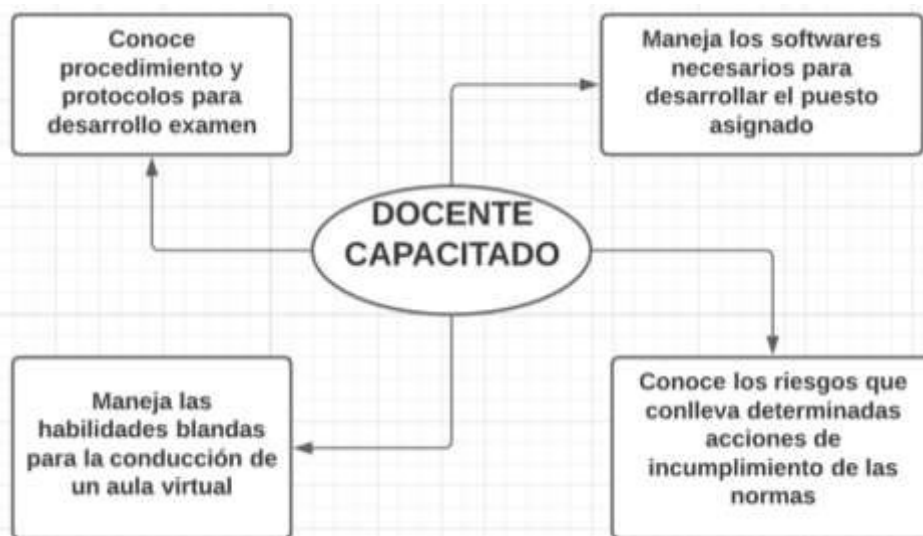 Conoce
procedimiento y
protocolos para
desarrollo examen
Maneja los softwares
necesarios para
desarrollar el puesto
asignado
DOCENTE
CAPACITADO
Maneja las
habilidades blandas
para la conducción de
un aula virtual
Conoce los riesgos que
conlleva determinadas
acciones de
incumplimiento de las
normas